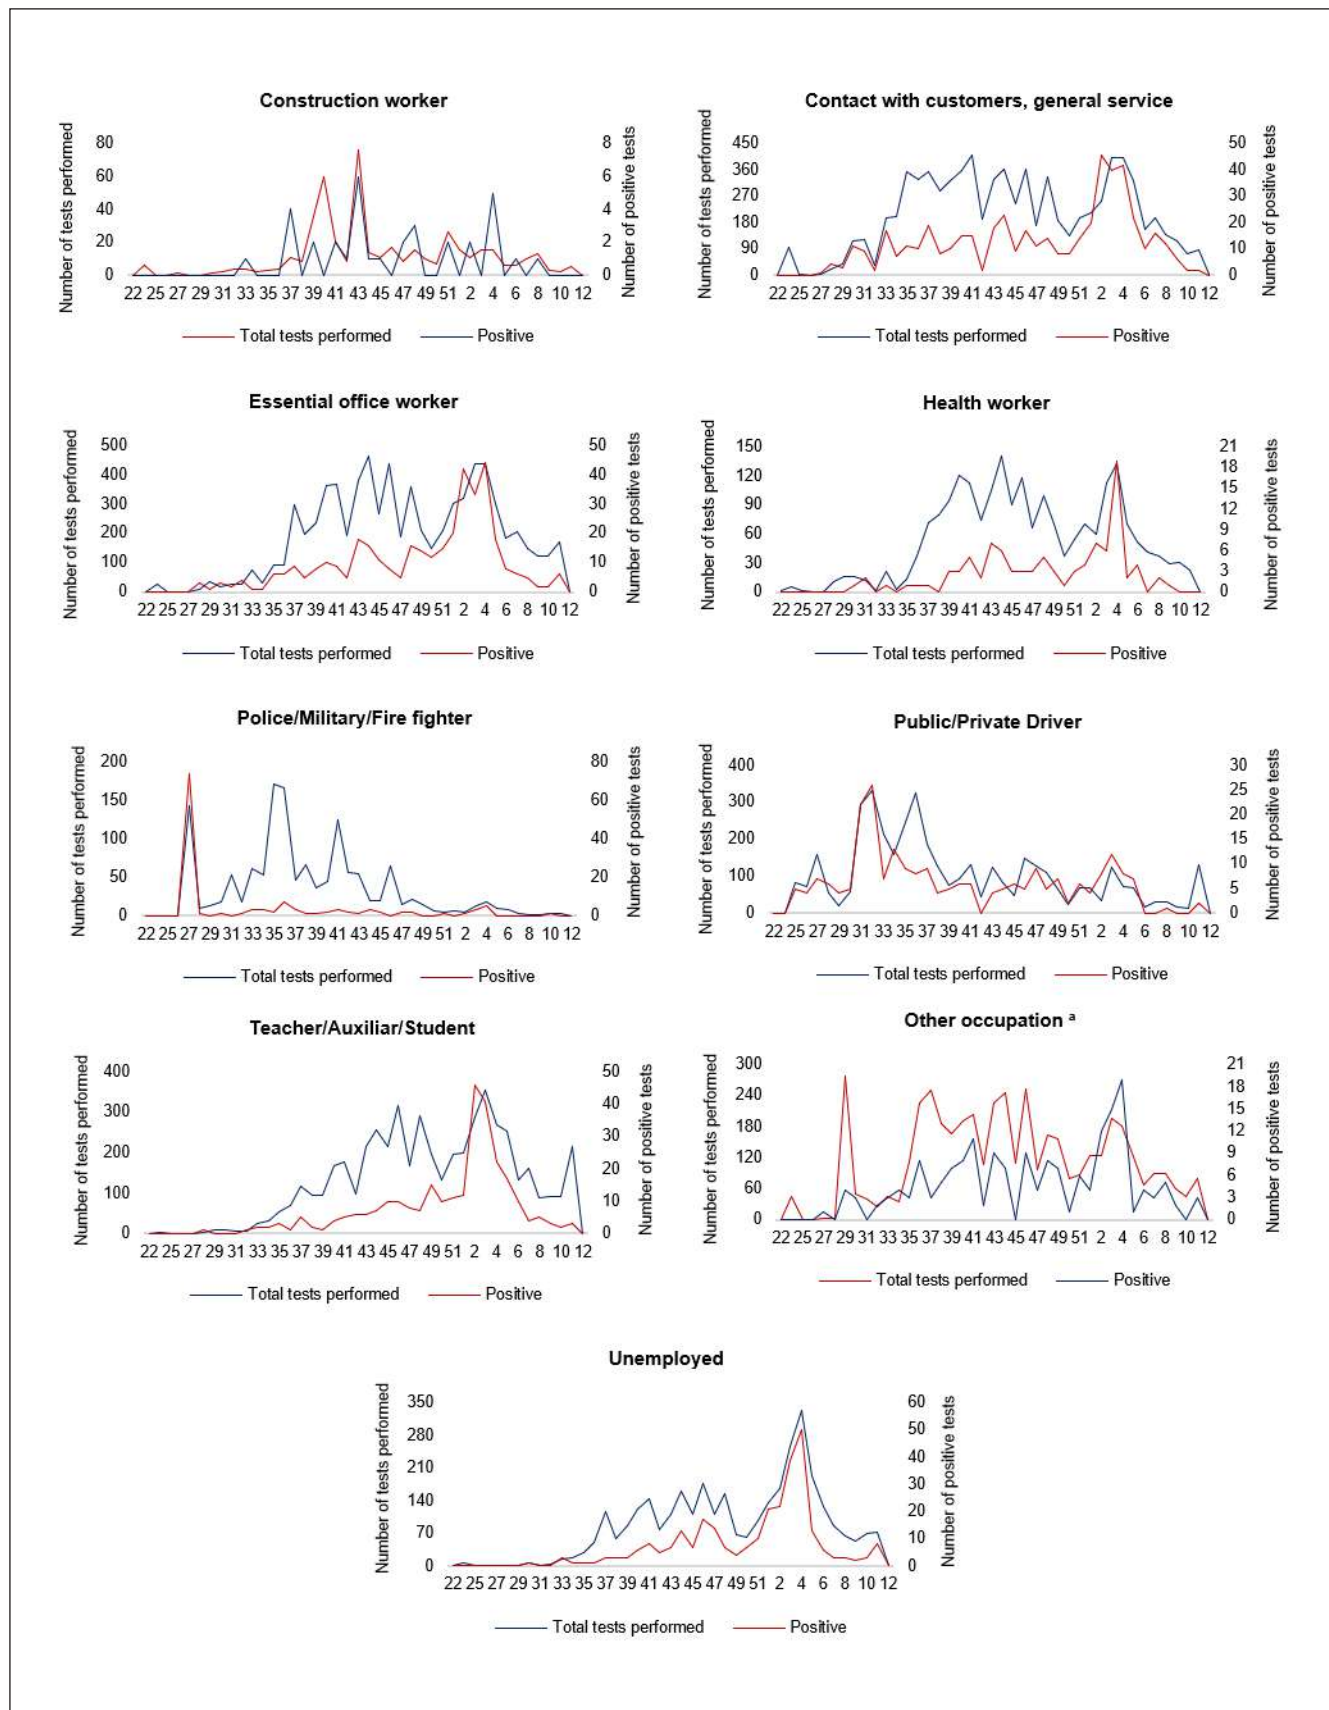 Construction worker
Number of tests performed
80
60
40
20
0
8
6
4
2
0
Number of positive tests
22 25 27 29 31 33 35 37 39 41 43 45 47 49 51 2 4 6 8 10 12
Total tests performed Positive
Contact with customers, general service
Number of tests performed
450
360
270
180
90
0
50
40
30
20
10
0
Number of positive tests
22 25 27 29 31 33 35 37 39 41 43 45 47 49 51 2 4 6 8 10 12
Total tests performed Positive
Essential office worker
Number of tests performed
500
400
300
200
100
0
50
40
30
20
10
0
Number of positive tests
22 25 27 29 31 33 35 37 39 41 43 45 47 49 51 2 4 6 8 10 12
Total tests performed Positive
Health worker
Number of tests performed
150
120
90
60
30
0
21
18
15
12
9
6
3
0
Number of positive tests
22 25 27 29 31 33 35 37 39 41 43 45 47 49 51 2 4 6 8 10 12
Total tests performed Positive
Police/Military/Fire fighter
Number of tests performed
200
150
100
50
0
80
60
40
20
0
Number of positive tests
22 25 27 29 31 33 35 37 39 41 43 45 47 49 51 2 4 6 8 10 12
Total tests performed Positive
Public/Private Driver
Number of tests performed
400
300
200
100
0
30
25
20
15
10
5
0
Number of positive tests
22 25 27 29 31 33 35 37 39 41 43 45 47 49 51 2 4 6 8 10 12
Total tests performed Positive
Teacher/Auxiliar/Student
Number of tests performed
400
300
200
100
0
50
40
30
20
10
0
Number of positive tests
22 25 27 29 31 33 35 37 39 41 43 45 47 49 51 2 4 6 8 10 12
Total tests performed Positive
Other occupation a
Number of tests performed
300
240
180
120
60
0
21
18
15
12
9
6
3
0
Number of positive tests
22 25 27 29 31 33 35 37 39 41 43 45 47 49 51 2 4 6 8 10 12
Total tests performed Positive
Unemployed
Number of tests performed
350
280
210
140
70
0
60
50
40
30
20
10
0
Number of positive tests
22 25 27 29 31 33 35 37 39 41 43 45 47 49 51 2 4 6 8 10 12
Total tests performed Positive